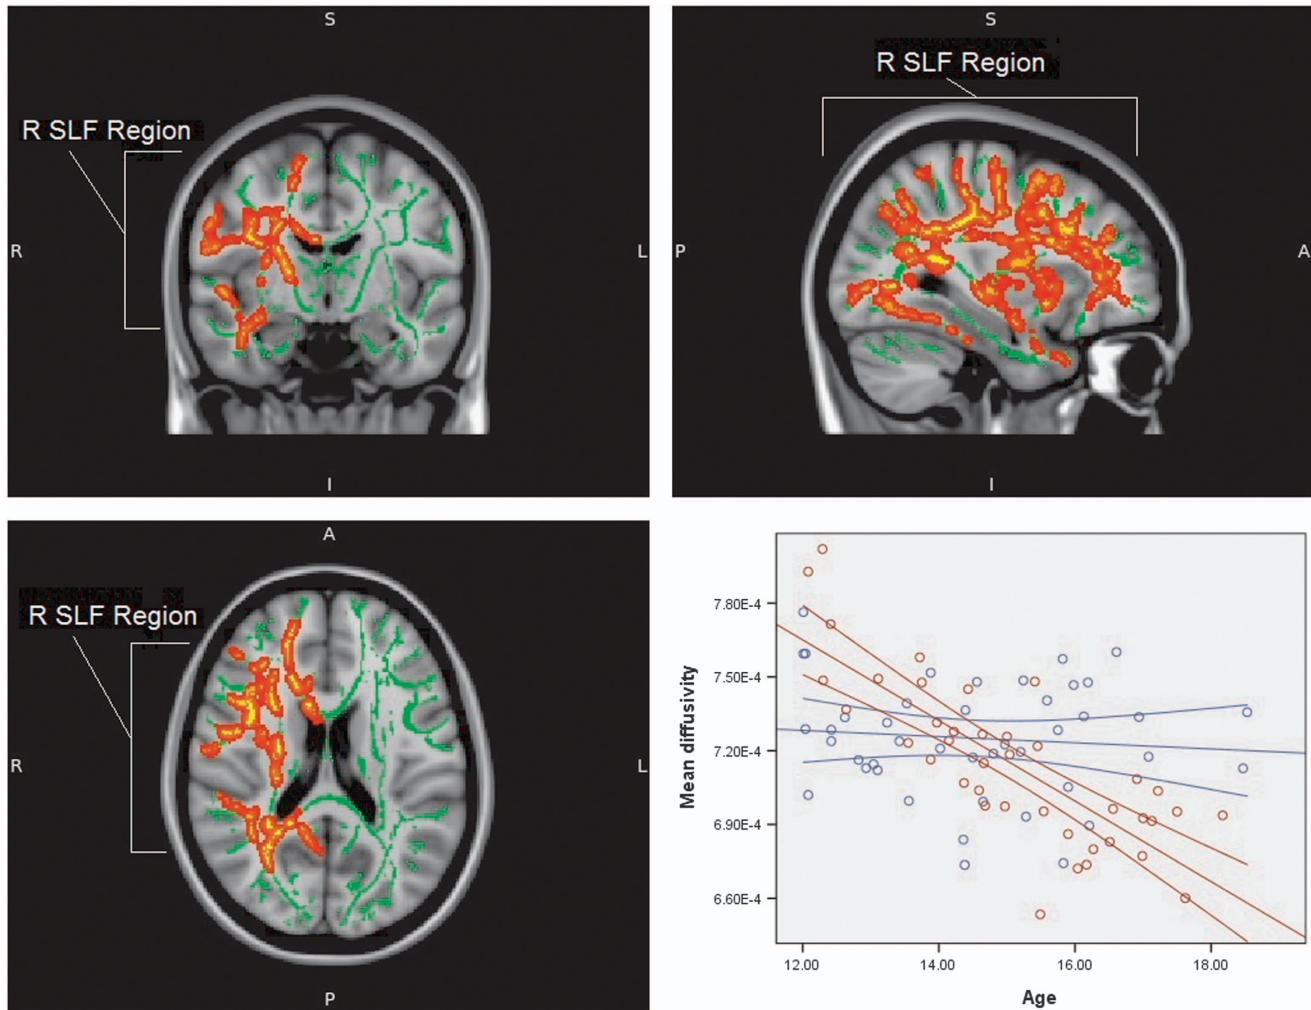 S
R SLF Region
R
L
I
S
R SLF Region
P
A
I
A
R SLF Region
R
L
P
7.80E-4
7.50E-4
7.20E-4
6.90E-4
6.60E-4
Mean diffusivity
12.00 14.00 16.00 18.00
Age